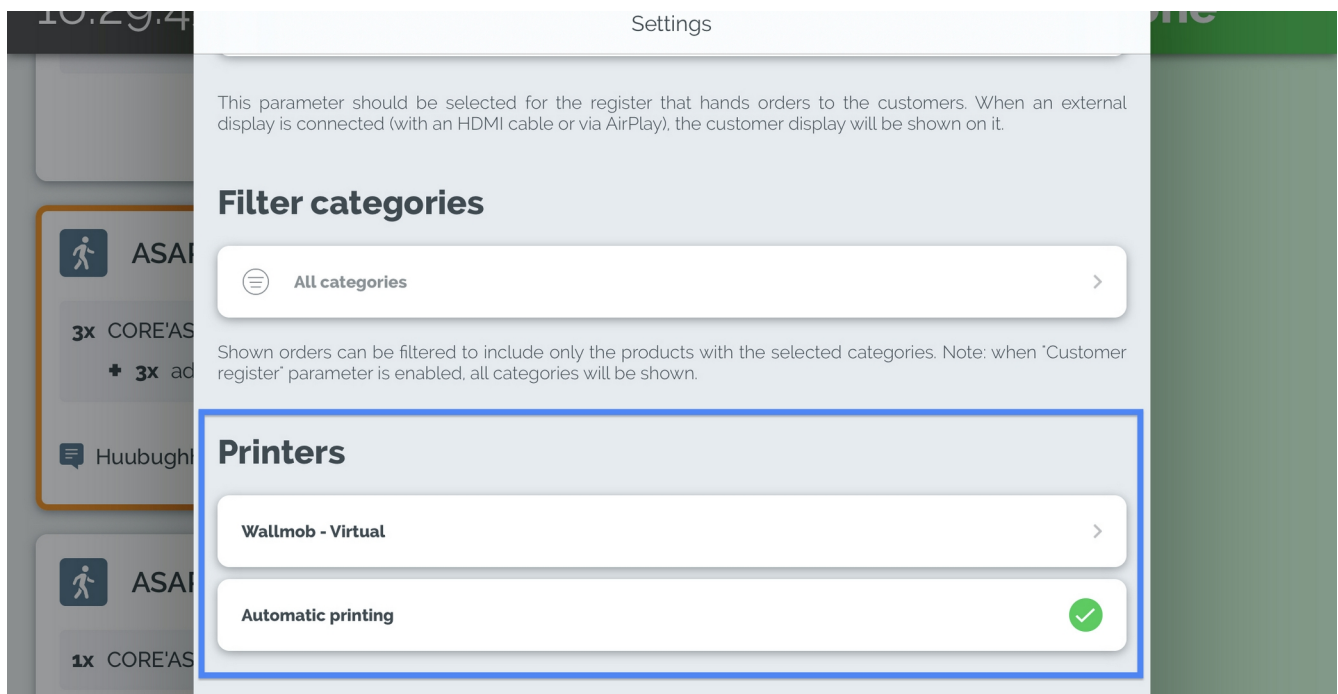 Settings
This parameter should be selected for the register that hands orders to the customers. When an external
display is connected (with an HDMI cable or via AirPlay), the customer display will be shown on it.
Filter categories
All categories
Shown orders can be filtered to include only the products with the selected categories. Note: when "Customer
register" parameter is enabled, all categories will be shown.
Printers
Wallmob - Virtual
Automatic printing
3x CORE'AS
+ 3x ad
1x CORE'AS